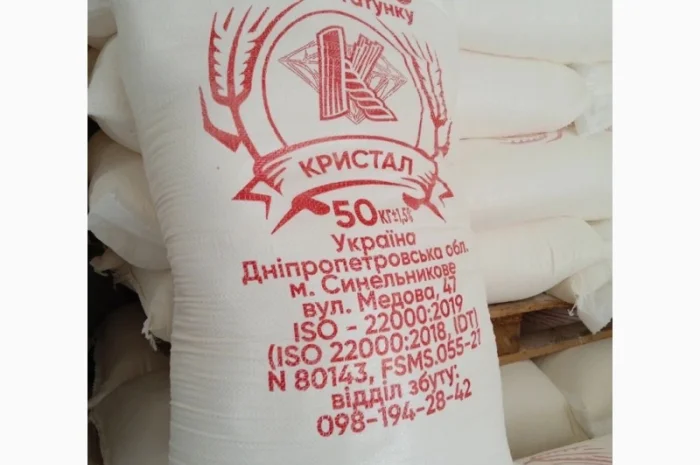 ґатунку
К
КРИСТАЛ
50 КГ±1,5%
Україна
Дніпропетровська обл.
м. Синельникове
вул. Медова, 47
ISO - 22000:2019
(ISO 22000:2018, IDT)
N 80143, FSMS.055-21
відділ збуту:
098-194-28-42